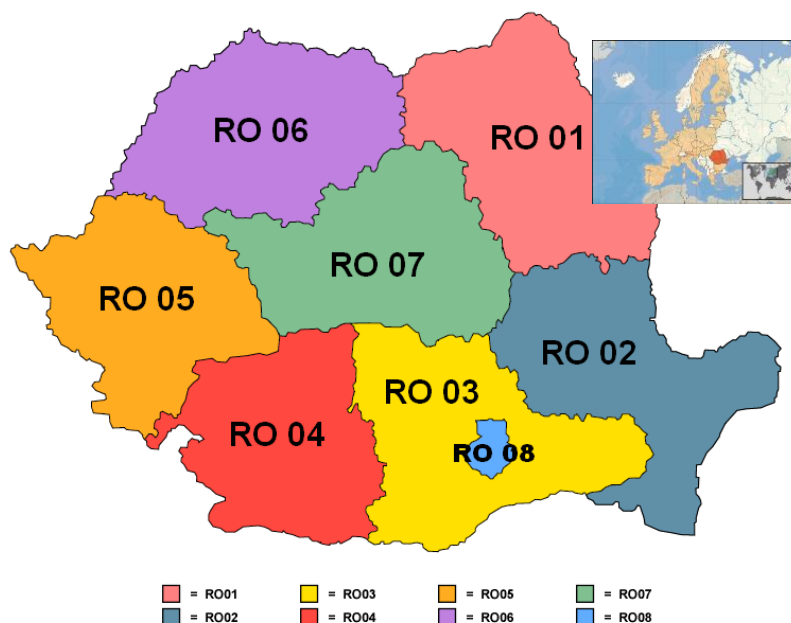 RO 06
RO 01
RO 07
RO 05
RO 02
RO 03
RO 04
RO 08
= RO01
= RO03
= RO05
= RO07
= RO02
= RO04
= RO06
= RO08